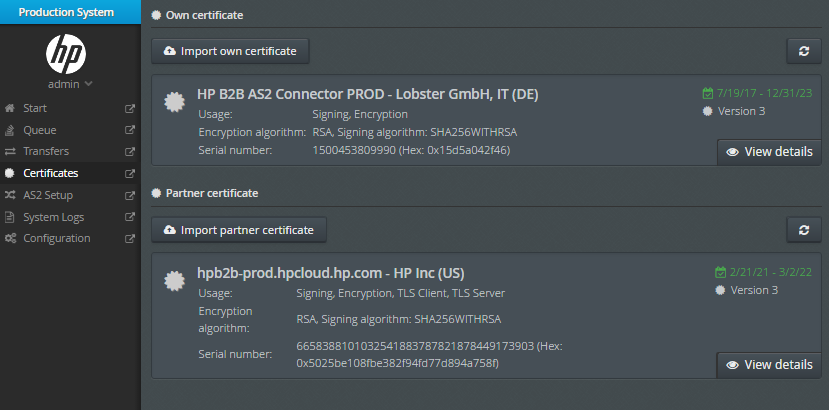 Production System
hp
admin
Start
Queue
Transfers
Certificates
AS2 Setup
System Logs
Configuration
Own certificate
Import own certificate
HP B2B AS2 Connector PROD - Lobster GmbH, IT (DE)
7/19/17 - 12/31/23
Usage: Signing, Encryption
Version 3
Encryption algorithm: RSA, Signing algorithm: SHA256WITHRSA
Serial number: 1500453809990 (Hex: 0x15d5a042f46)
View details
Partner certificate
Import partner certificate
hpb2b-prod.hpcloud.hp.com - HP Inc (US)
2/21/21 - 3/2/22
Usage: Signing, Encryption, TLS Client, TLS Server
Version 3
Encryption
algorithm: RSA, Signing algorithm: SHA256WITHRSA
Serial number: 66583881010325418837878218784491​73903 (Hex:
0x5025be108fbe382f94fd77d894a758f)
View details